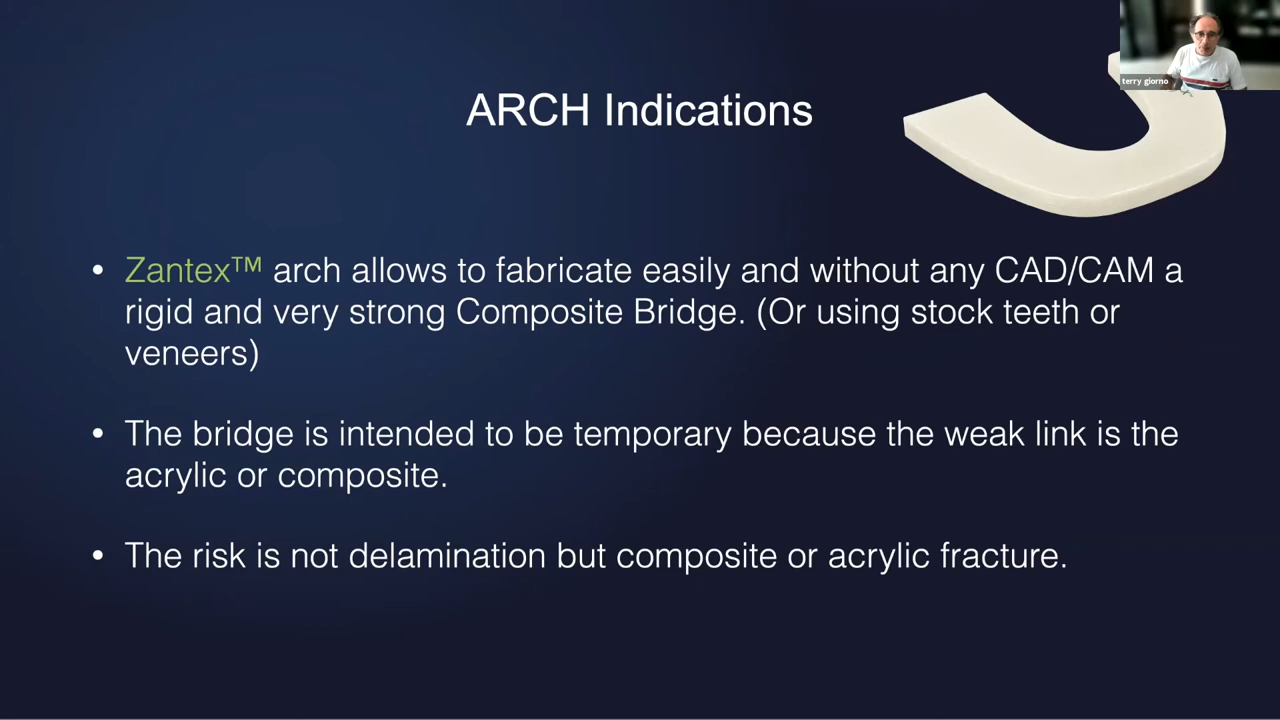 terry giorno
ARCH Indications
• Zantex™ arch allows to fabricate easily and without any CAD/CAM a
rigid and very strong Composite Bridge. (Or using stock teeth or
veneers)
• The bridge is intended to be temporary because the weak link is the
acrylic or composite.
• The risk is not delamination but composite or acrylic fracture.